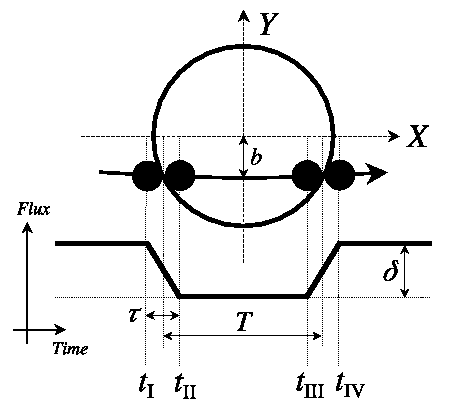 Y
X
b
Flux
δ
τ
T
Time
t_I t_II t_III t_IV